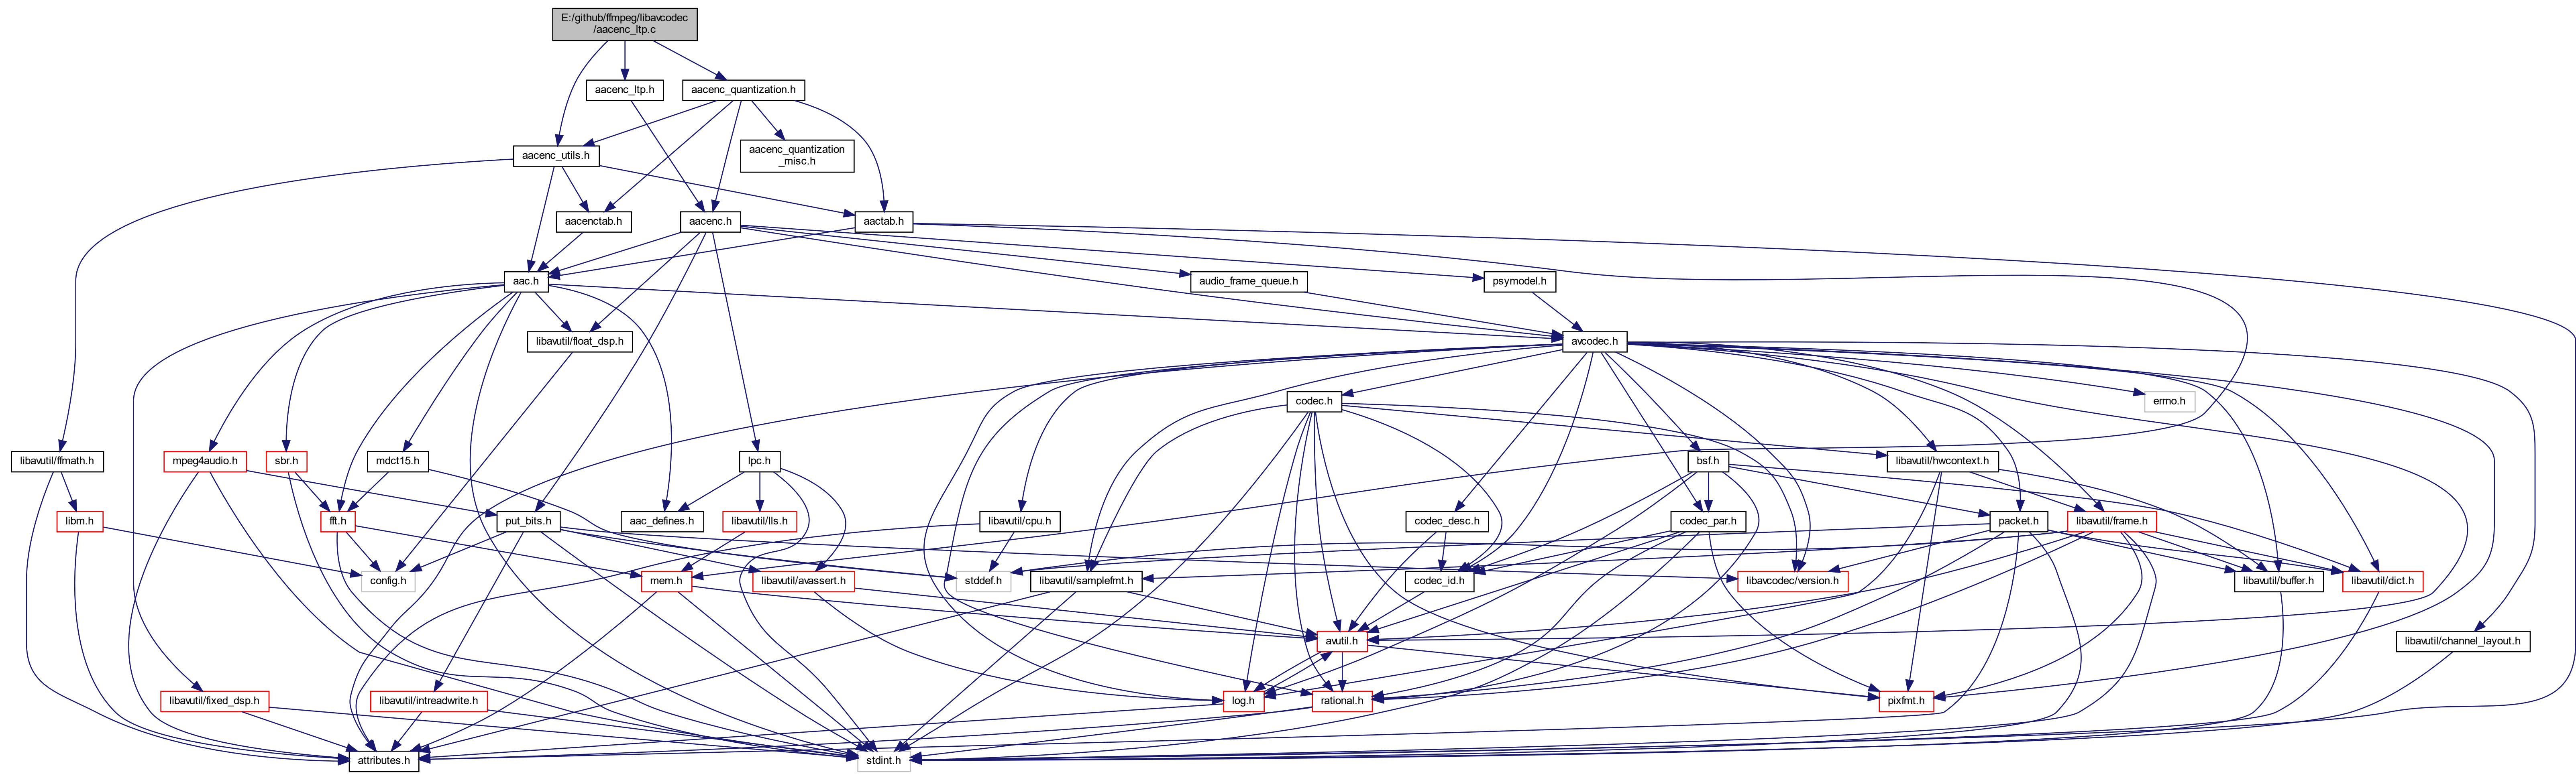 E:/github/ffmpeg/libavcodec
/aacenc_ltp.c
aacenc_ltp.h
aacenc_quantization.h
aacenc_utils.h
aacenc_quantization
_misc.h
aacenctab.h
aacenc.h
aactab.h
aac.h
audio_frame_queue.h
psymodel.h
libavutil/float_dsp.h
avcodec.h
codec.h
errno.h
libavutil/ffmath.h
mpeg4audio.h
sbr.h
mdct15.h
lpc.h
bsf.h
libavutil/hwcontext.h
libm.h
fft.h
put_bits.h
aac_defines.h
libavutil/lls.h
libavutil/cpu.h
codec_desc.h
codec_par.h
packet.h
libavutil/frame.h
config.h
mem.h
libavutil/avassert.h
stddef.h
libavutil/samplefmt.h
codec_id.h
libavcodec/version.h
libavutil/buffer.h
libavutil/dict.h
avutil.h
libavutil/channel_layout.h
libavutil/fixed_dsp.h
libavutil/intreadwrite.h
log.h
rational.h
pixfmt.h
attributes.h
stdint.h